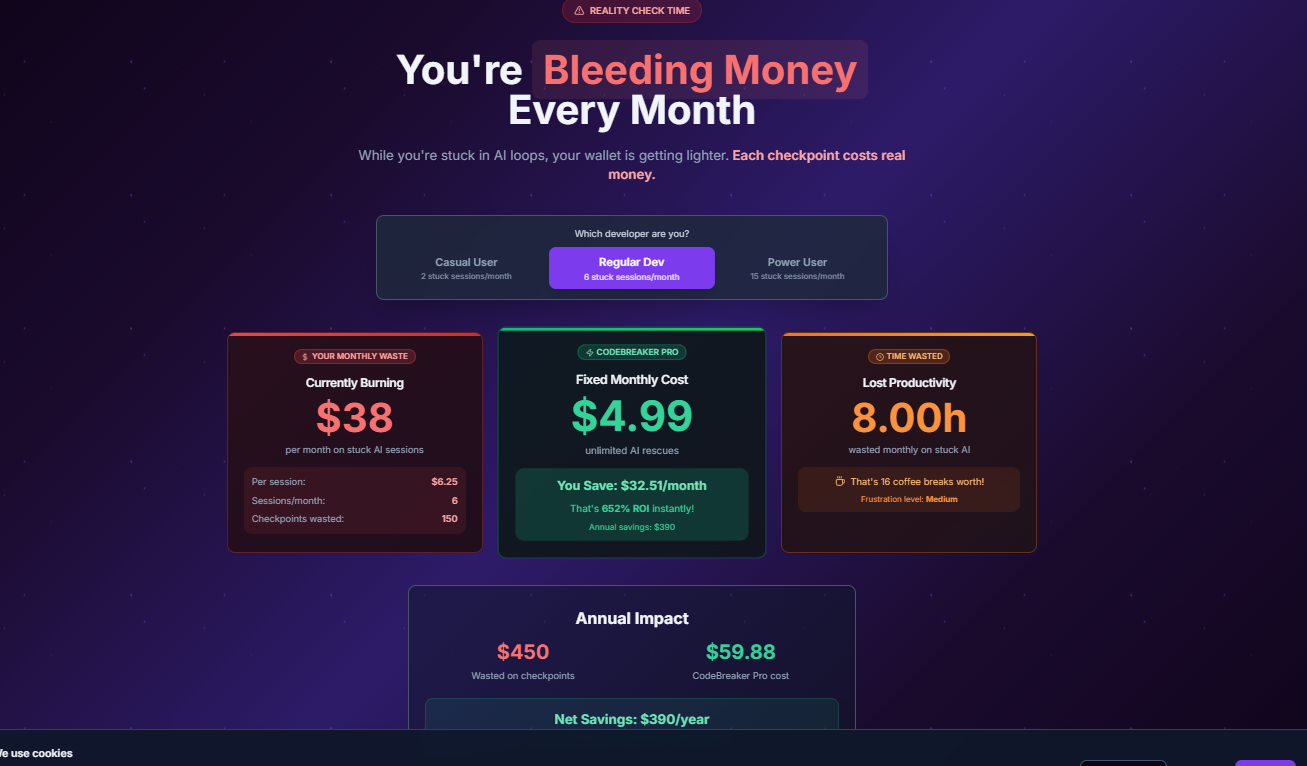 REALITY CHECK TIME
You're Bleeding Money
Every Month
While you're stuck in AI loops, your wallet is getting lighter. Each checkpoint costs real
money.
Which developer are you?
Casual User
2 stuck sessions/month
Regular Dev
6 stuck sessions/month
Power User
15 stuck sessions/month
YOUR MONTHLY WASTE
Currently Burning
$38
per month on stuck AI sessions
Per session: $6.25
Sessions/month: 6
Checkpoints wasted: 150
CODEBREAKER PRO
Fixed Monthly Cost
$4.99
unlimited AI rescues
You Save: $32.51/month
That's 652% ROI instantly!
Annual savings: $390
TIME WASTED
Lost Productivity
8.00h
wasted monthly on stuck AI
That's 16 coffee breaks worth!
Frustration level: Medium
Annual Impact
$450
Wasted on checkpoints
$59.88
CodeBreaker Pro cost
Net Savings: $390/year
We use cookies